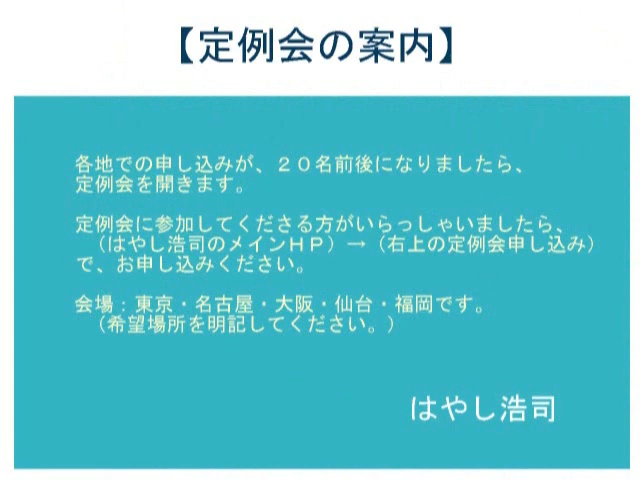 【定例会の案内】
各地での申し込みが、２０名前後になりましたら、
定例会を開きます。
定例会に参加してくださる方がいらっしゃいましたら、
（はやし浩司のメインＨＰ）→（右上の定例会申し込み）
で、お申し込みください。
会場：東京・名古屋・大阪・仙台・福岡です。
（希望場所を明記してください。）
はやし浩司